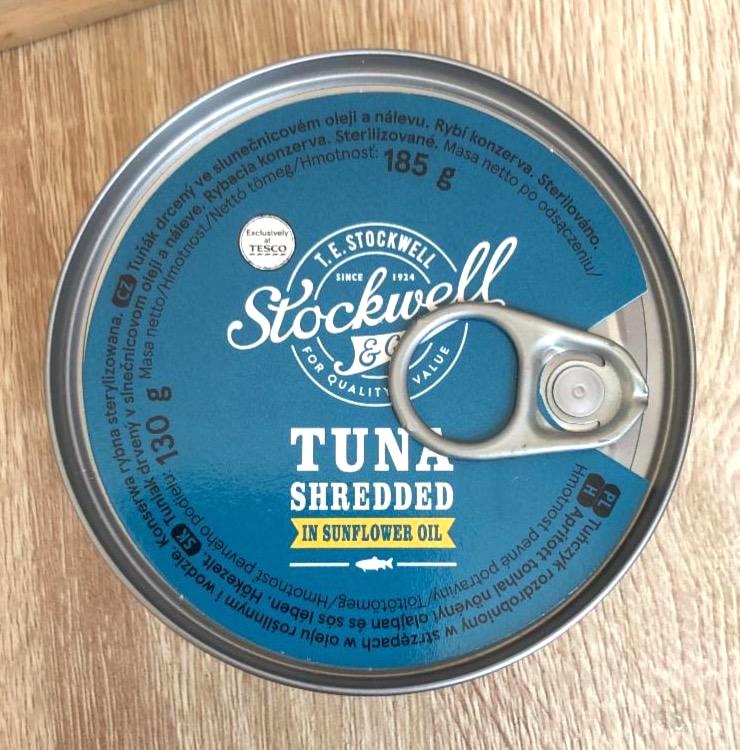 Exclusively
at
TESCO
T.E. STOCKWELL
SINCE 1924
Stockwell
& C
FOR QUALITY VALUE
TUNA
SHREDDED
IN SUNFLOWER OIL
PL Tuńczyk rozdrobniony w strzępach w oleju roślinnym i wodzie. Konserwa rybna sterylizowana. CZ Tuňák drcený ve slunečnicovém oleji a nálevu. Rybí konzerva. Sterilováno.
H Aprított tonhal növényi olajban és sós lében. Hőkezelt. SK Tuniak drvený v slnečnicovom oleji a náleve. Rybacia konzerva. Sterilizované. Masa netto po odsączeniu/
Hmotnost pevné potraviny/Töltőtömeg/Hmotnosť pevného podielu: 130 g Masa netto/Hmotnost/Nettó tömeg/Hmotnosť: 185 g